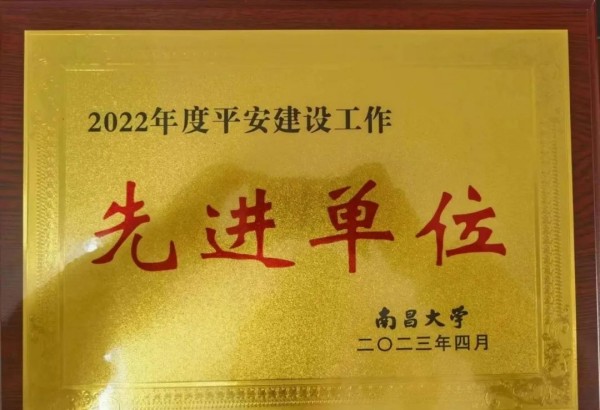 2022年度平安建设工作
先进单位
南昌大学
二〇二三年四月